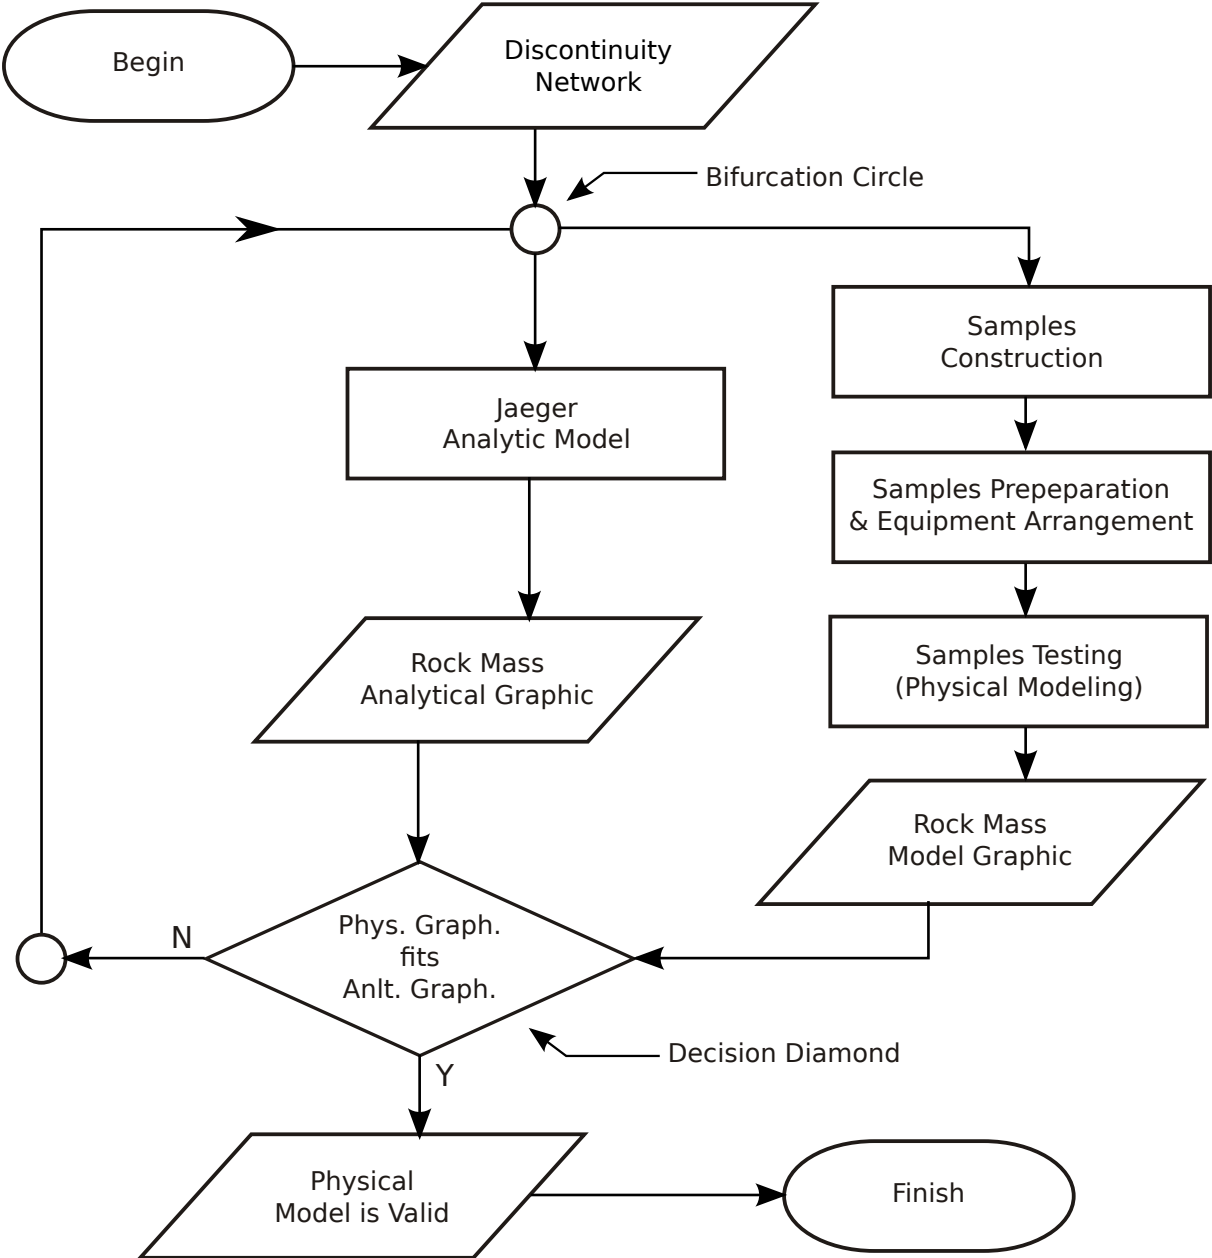 Begin
Discontinuity
Network
Bifurcation Circle
Samples
Construction
Jaeger
Analytic Model
Samples Prepeparation
& Equipment Arrangement
Samples Testing
(Physical Modeling)
Rock Mass
Analytical Graphic
Rock Mass
Model Graphic
Phys. Graph.
fits
Anlt. Graph.
N
Decision Diamond
Y
Physical
Model is Valid
Finish